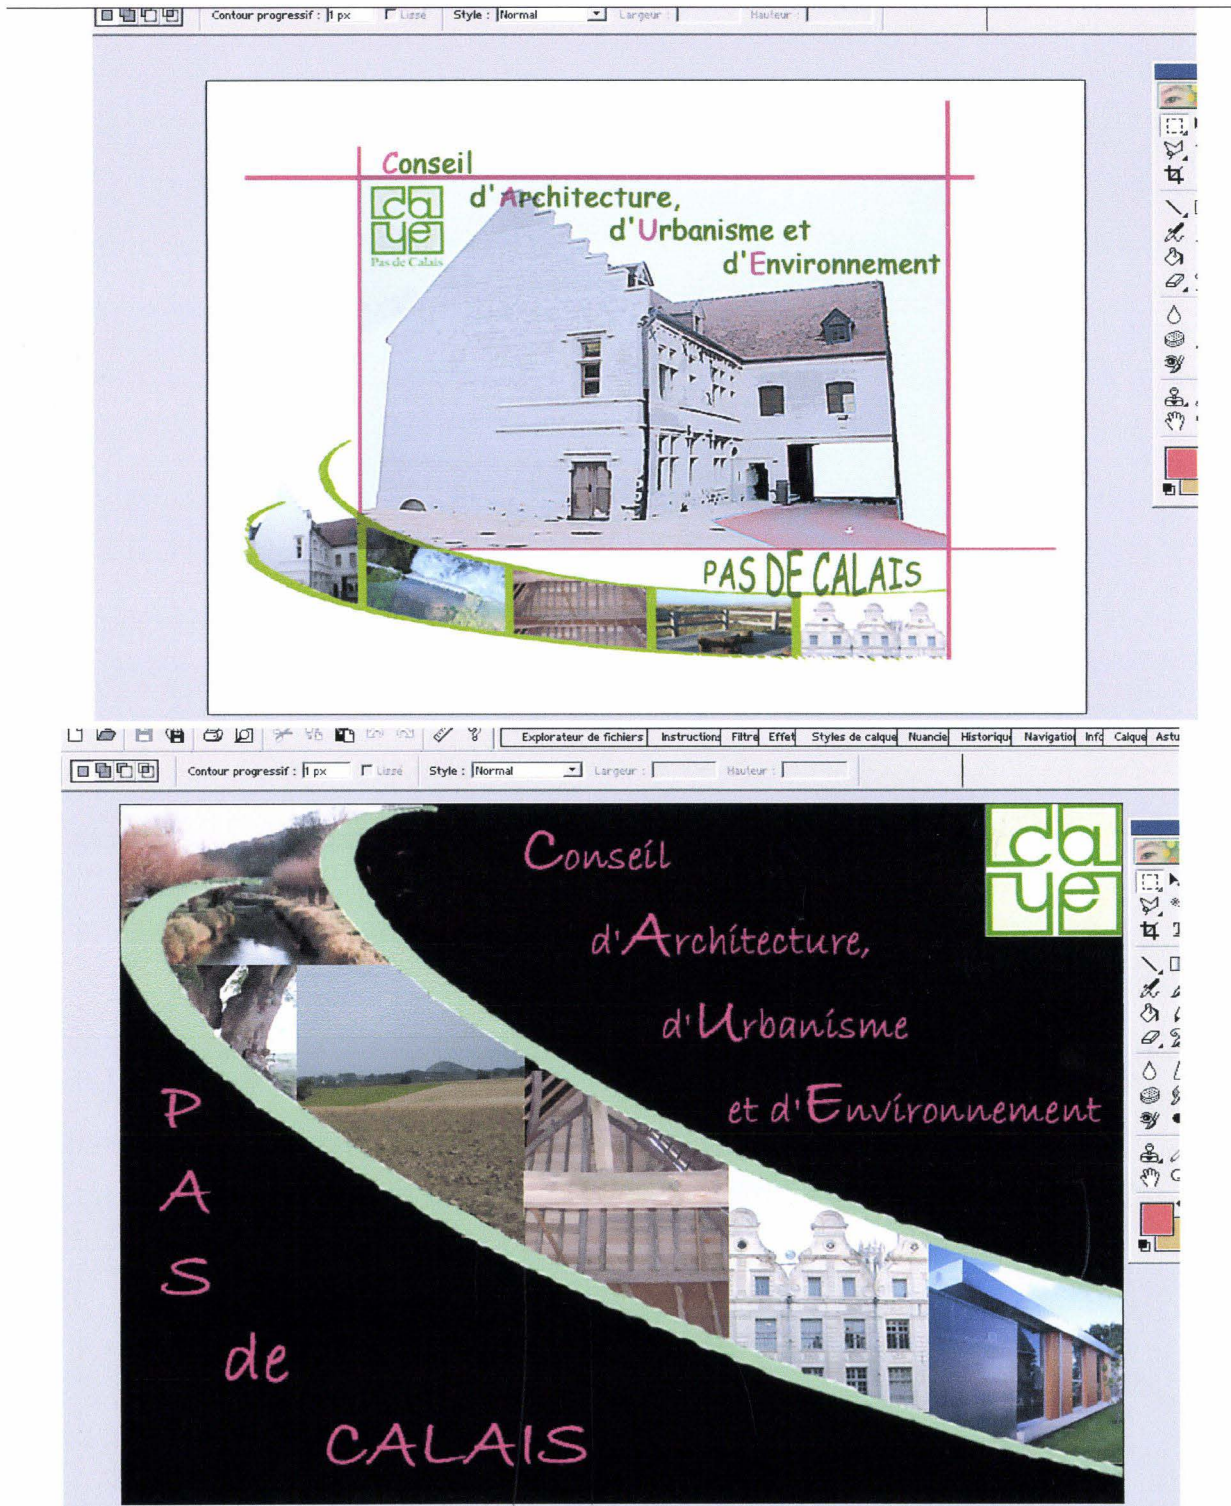 Contour progressif : 1 px Lissé Style : Normal Largeur : Hauteur :
Conseil
d'Architecture,
d'Urbanisme et
d'Environnement
caue
Pas de Calais
PAS DE CALAIS
Explorateur de fichiers Instructions Filtre Effet Styles de calque Nuancie Historique Navigation Info Calque Astu
Contour progressif : 1 px Lissé Style : Normal Largeur : Hauteur :
caue
Conseil
d'Architecture,
d'Urbanisme
et d'Environnement
P
A
S
de
CALAIS